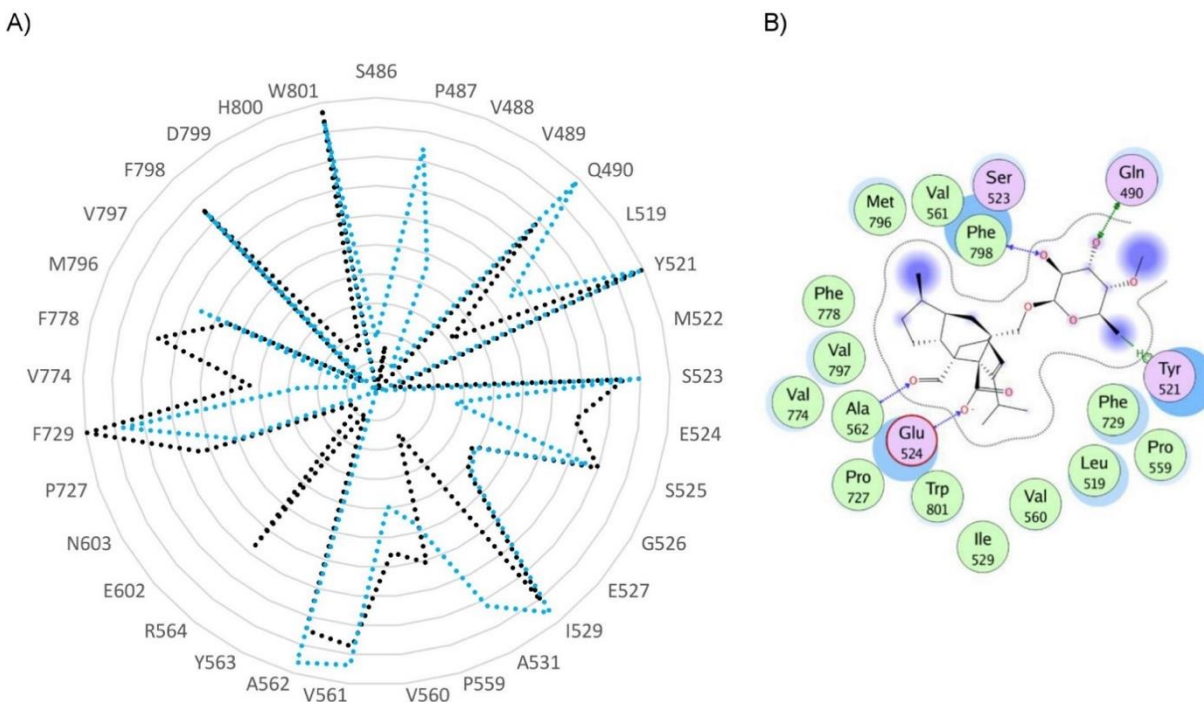 A)
S486
P487
V488
V489
Q490
L519
Y521
M522
S523
E524
S525
G526
E527
I529
A531
P559
V560
V561
A562
Y563
R564
E602
N603
P727
F729
V774
F778
M796
V797
F798
D799
H800
W801
B)
Met
796
Val
561
Ser
523
Phe
798
Gln
490
Phe
778
Val
797
Val
774
Ala
562
Glu
524
Pro
727
Trp
801
Ile
529
Val
560
Leu
519
Phe
729
Pro
559
Tyr
521
O
O
O
O
O
O
O
O
H